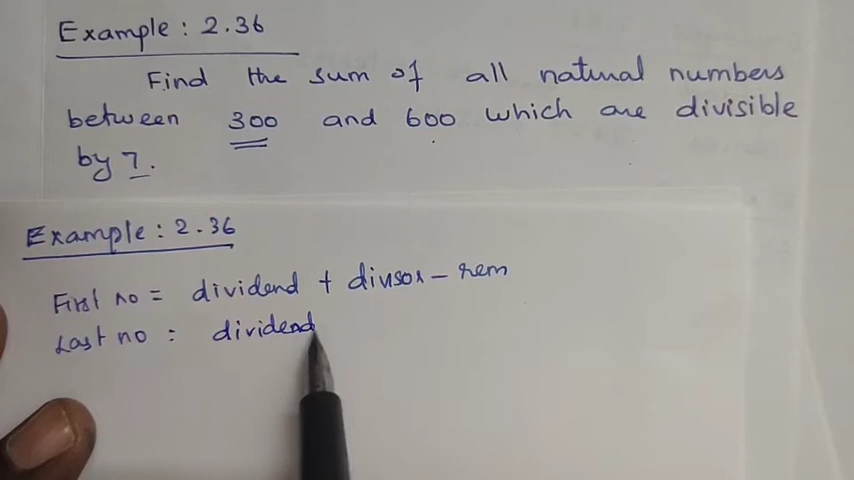 Example: 2.36
Find the sum of all natural numbers
between 300 and 600 which are divisible
by 7.
Example: 2.36
First no = dividend + divisor - rem
Last no : dividend